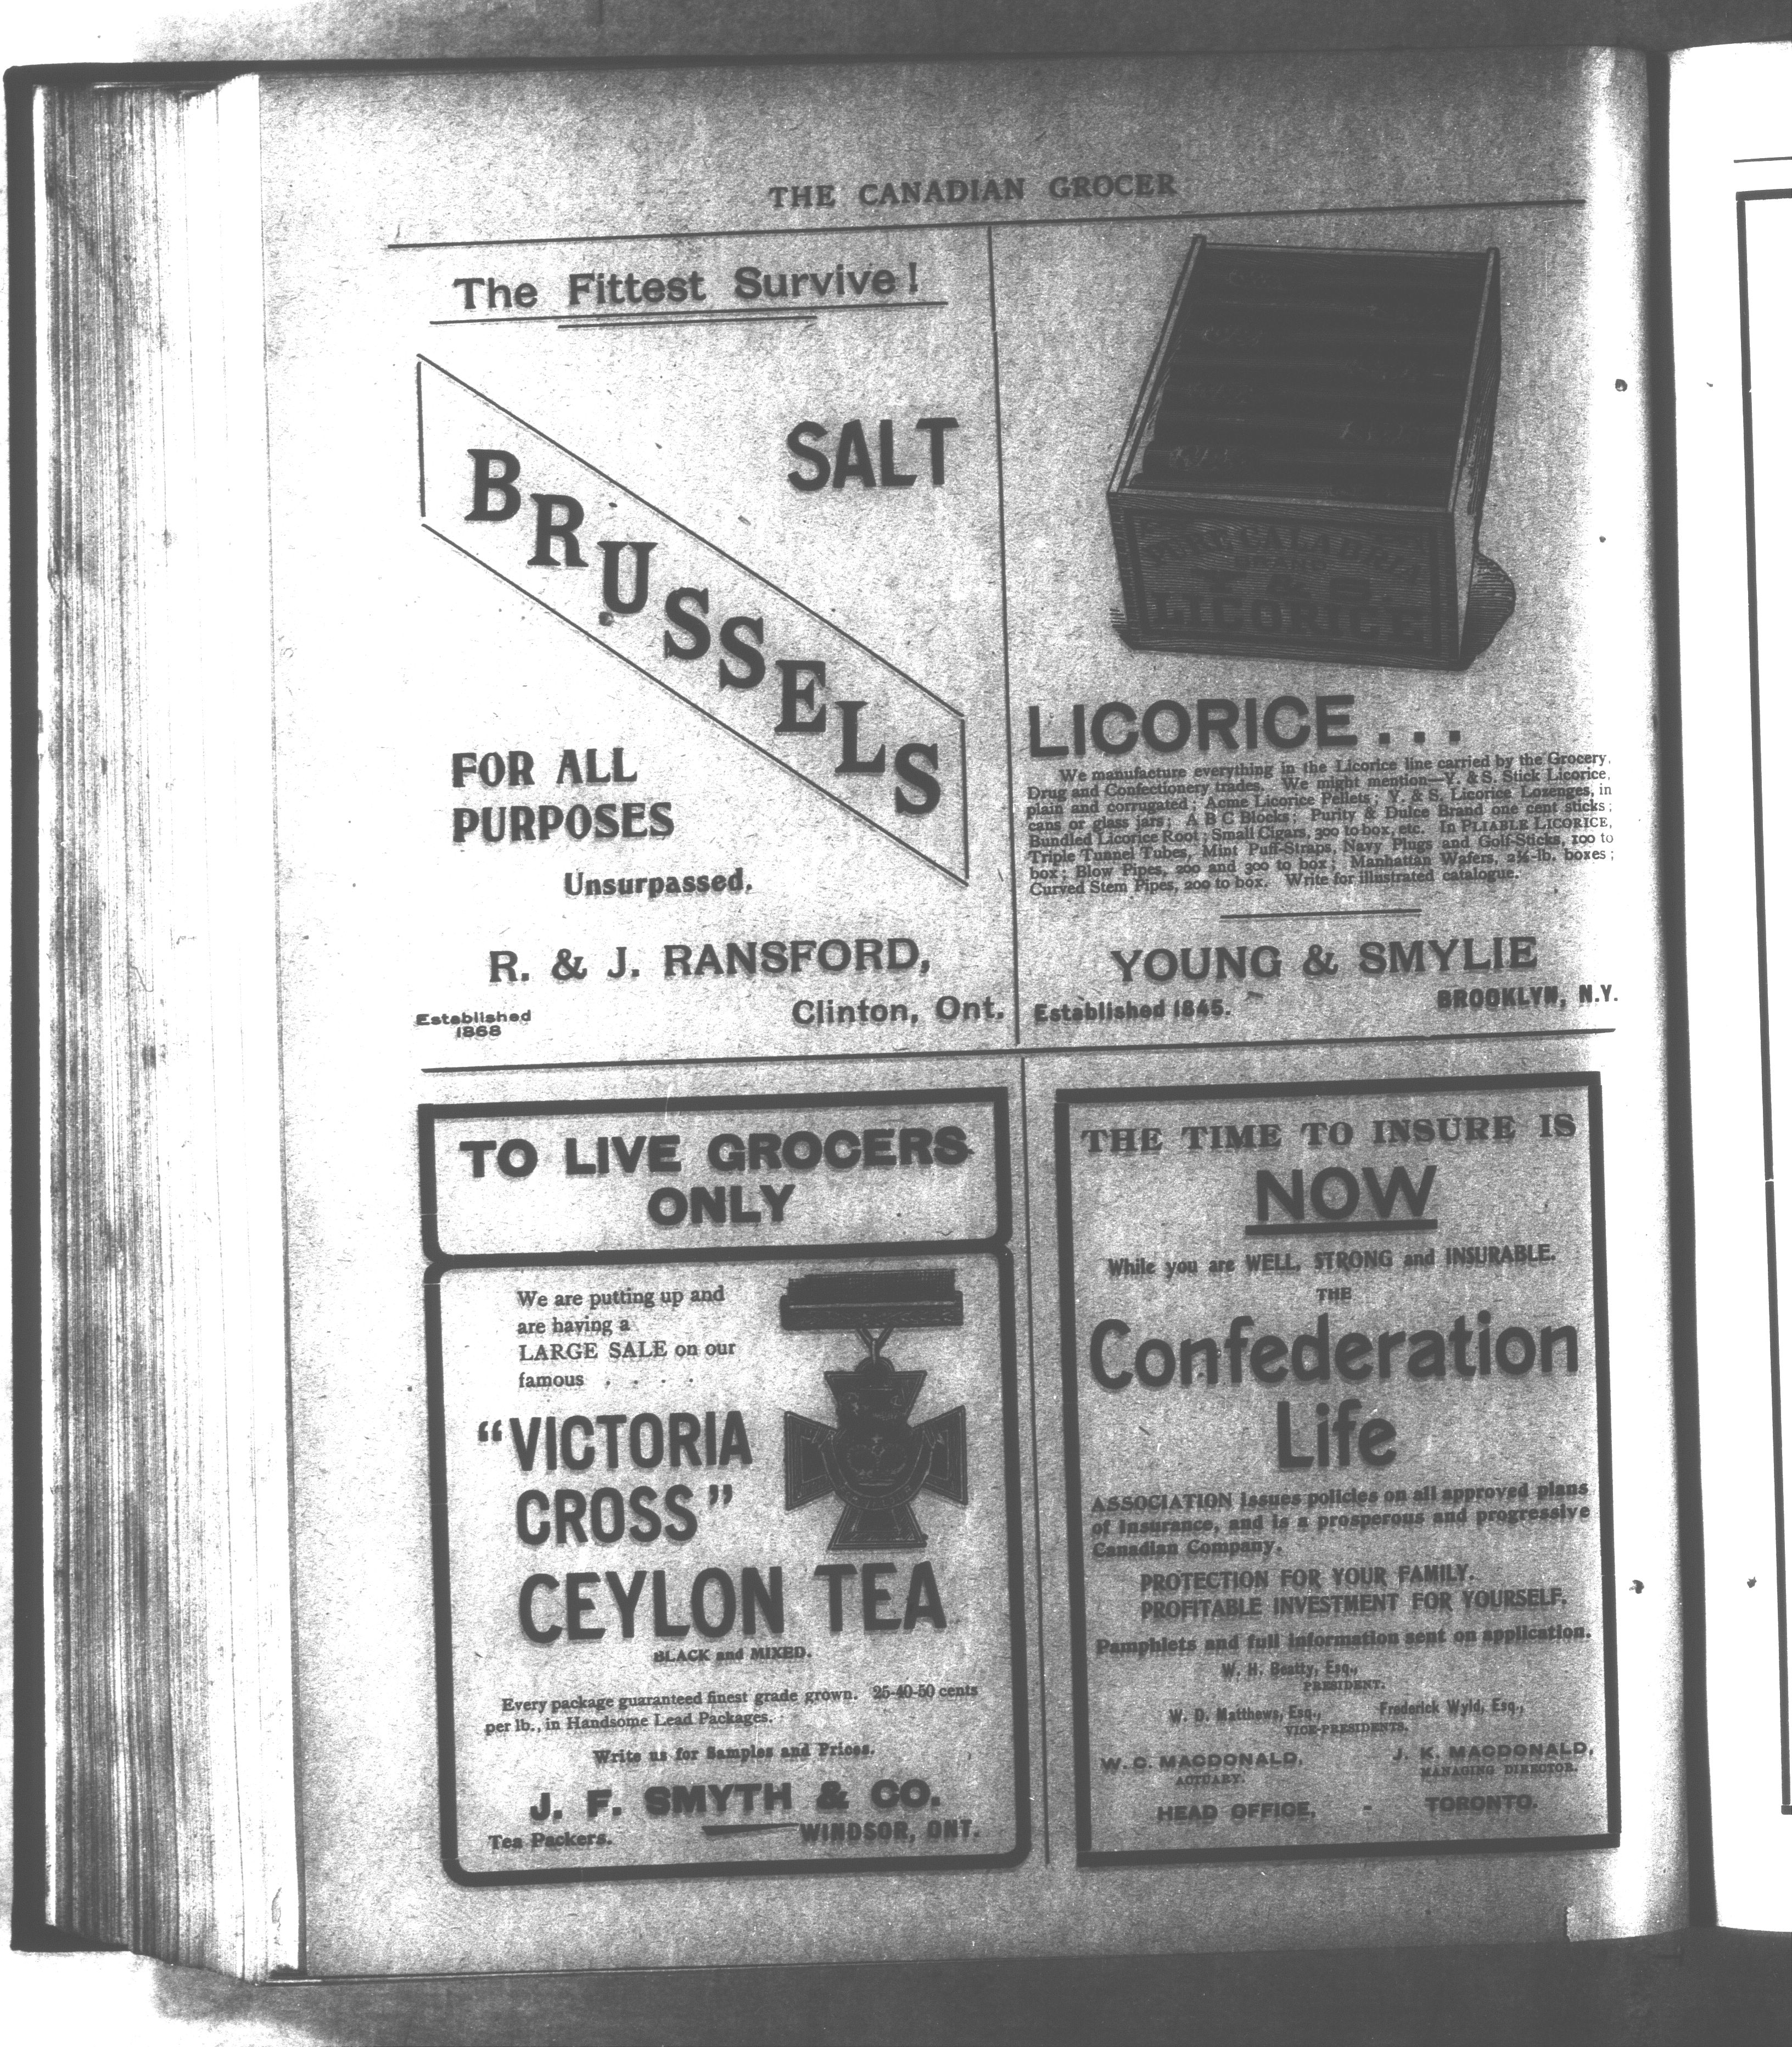 THE CANADIAN GROCER
The Fittest Survive!
SALT
BRUSSELS
FOR ALL
PURPOSES
Unsurpassed.
R. & J. RANSFORD,
Clinton, Ont.
Established
1868
CALABRIA
BRAND
Y & S
LICORICE
LICORICE...
We manufacture everything in the Licorice line carried by the Grocery,
Drug and Confectionery trades. We might mention—Y. & S. Stick Licorice,
plain and corrugated; Acme Licorice Pellets; Y. & S. Licorice Lozenges, in
cans or glass jars; A B C Blocks; Purity & Dulce Brand one cent sticks;
Bundled Licorice Root; Small Cigars, 300 to box, etc. In PLIABLE LICORICE,
Triple Tunnel Tubes, Mint Puff-Straps, Navy Plugs and Golf-Sticks, 100 to
box; Blow Pipes, 200 and 300 to box; Manhattan Wafers, 2½-lb. boxes;
Curved Stem Pipes, 200 to box. Write for illustrated catalogue.
YOUNG & SMYLIE
Established 1845. BROOKLYN, N.Y.
TO LIVE GROCERS
ONLY
We are putting up and
are having a
LARGE SALE on our
famous . . . .
"VICTORIA
CROSS"
CEYLON TEA
BLACK and MIXED.
Every package guaranteed finest grade grown. 25-40-50 cents
per lb., in Handsome Lead Packages.
Write us for Samples and Prices.
J. F. SMYTH & CO.
Tea Packers. WINDSOR, ONT.
THE TIME TO INSURE IS
NOW
While you are WELL, STRONG and INSURABLE.
THE
Confederation
Life
ASSOCIATION issues policies on all approved plans
of insurance, and is a prosperous and progressive
Canadian Company.
PROTECTION FOR YOUR FAMILY.
PROFITABLE INVESTMENT FOR YOURSELF.
Pamphlets and full information sent on application.
W. H. Beatty, Esq.,
PRESIDENT.
W. D. Matthews, Esq., Frederick Wyld, Esq.,
VICE-PRESIDENTS.
W. C. MACDONALD, J. K. MACDONALD,
ACTUARY. MANAGING DIRECTOR.
HEAD OFFICE, - TORONTO.